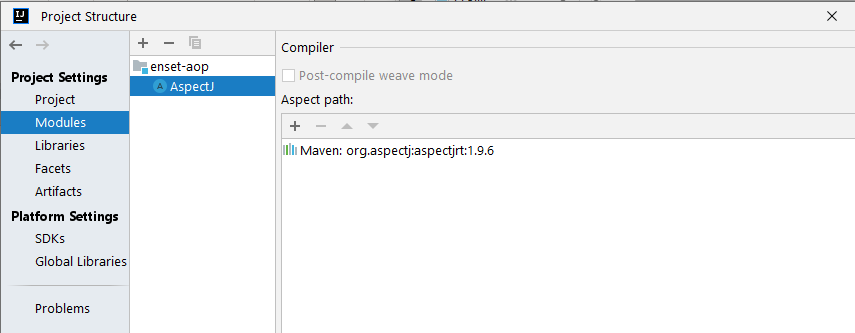 IJ
Project Structure
Project Settings
Project
Modules
Libraries
Facets
Artifacts
Platform Settings
SDKs
Global Libraries
Problems
enset-aop
A AspectJ
Compiler
Post-compile weave mode
Aspect path:
Maven: org.aspectj:aspectjrt:1.9.6